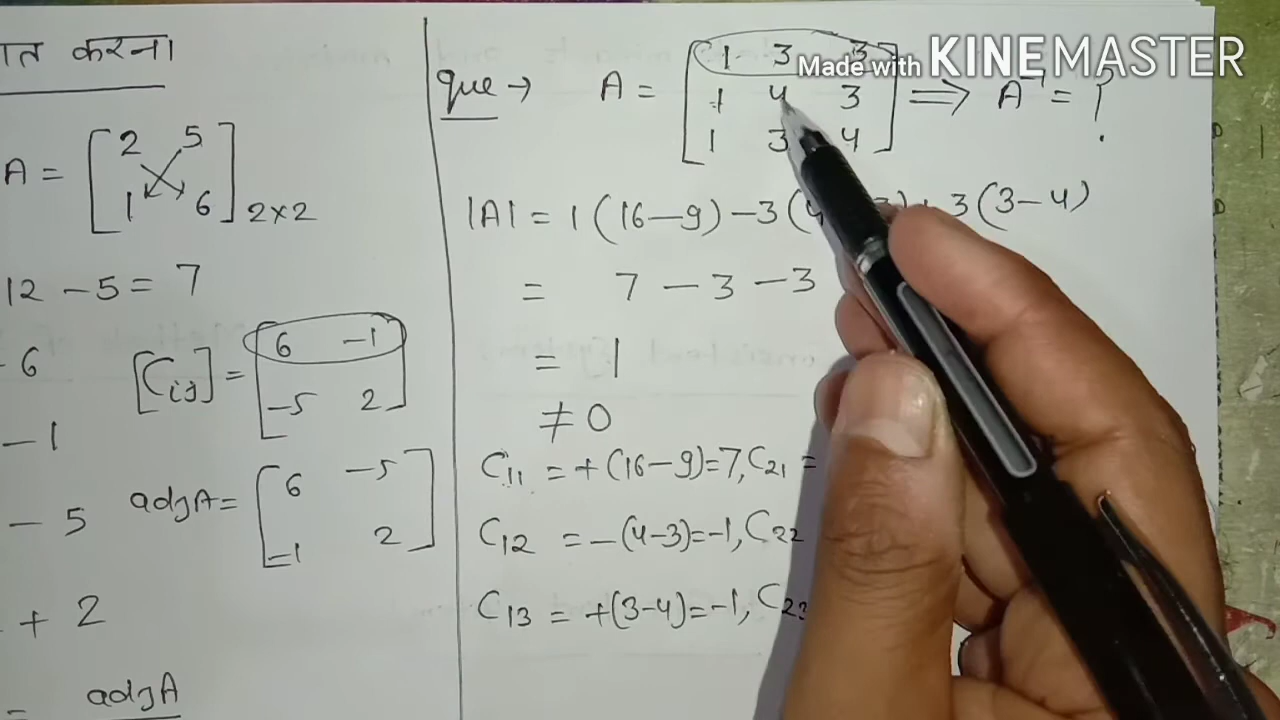 ात करना
A = [ 2 5
1 6 ] 2×2
12 - 5 = 7
- 6
[Cij] = [ 6 -1
-5 2 ]
- 1
- 5
adjA = [ 6 -5
-1 2 ]
+ 2
= adjA
Made with KINEMASTER
que → A = [ 1 3 3
1 4 3
1 3 4 ] ⇒ A⁻¹ = ?
|A| = 1 (16-9) -3 ( 3 (3-4)
= 7 - 3 - 3
= 1
≠ 0
C11 = +(16-9)=7, C21 =
C12 = -(4-3)=-1, C22
C13 = +(3-4)=-1, C23